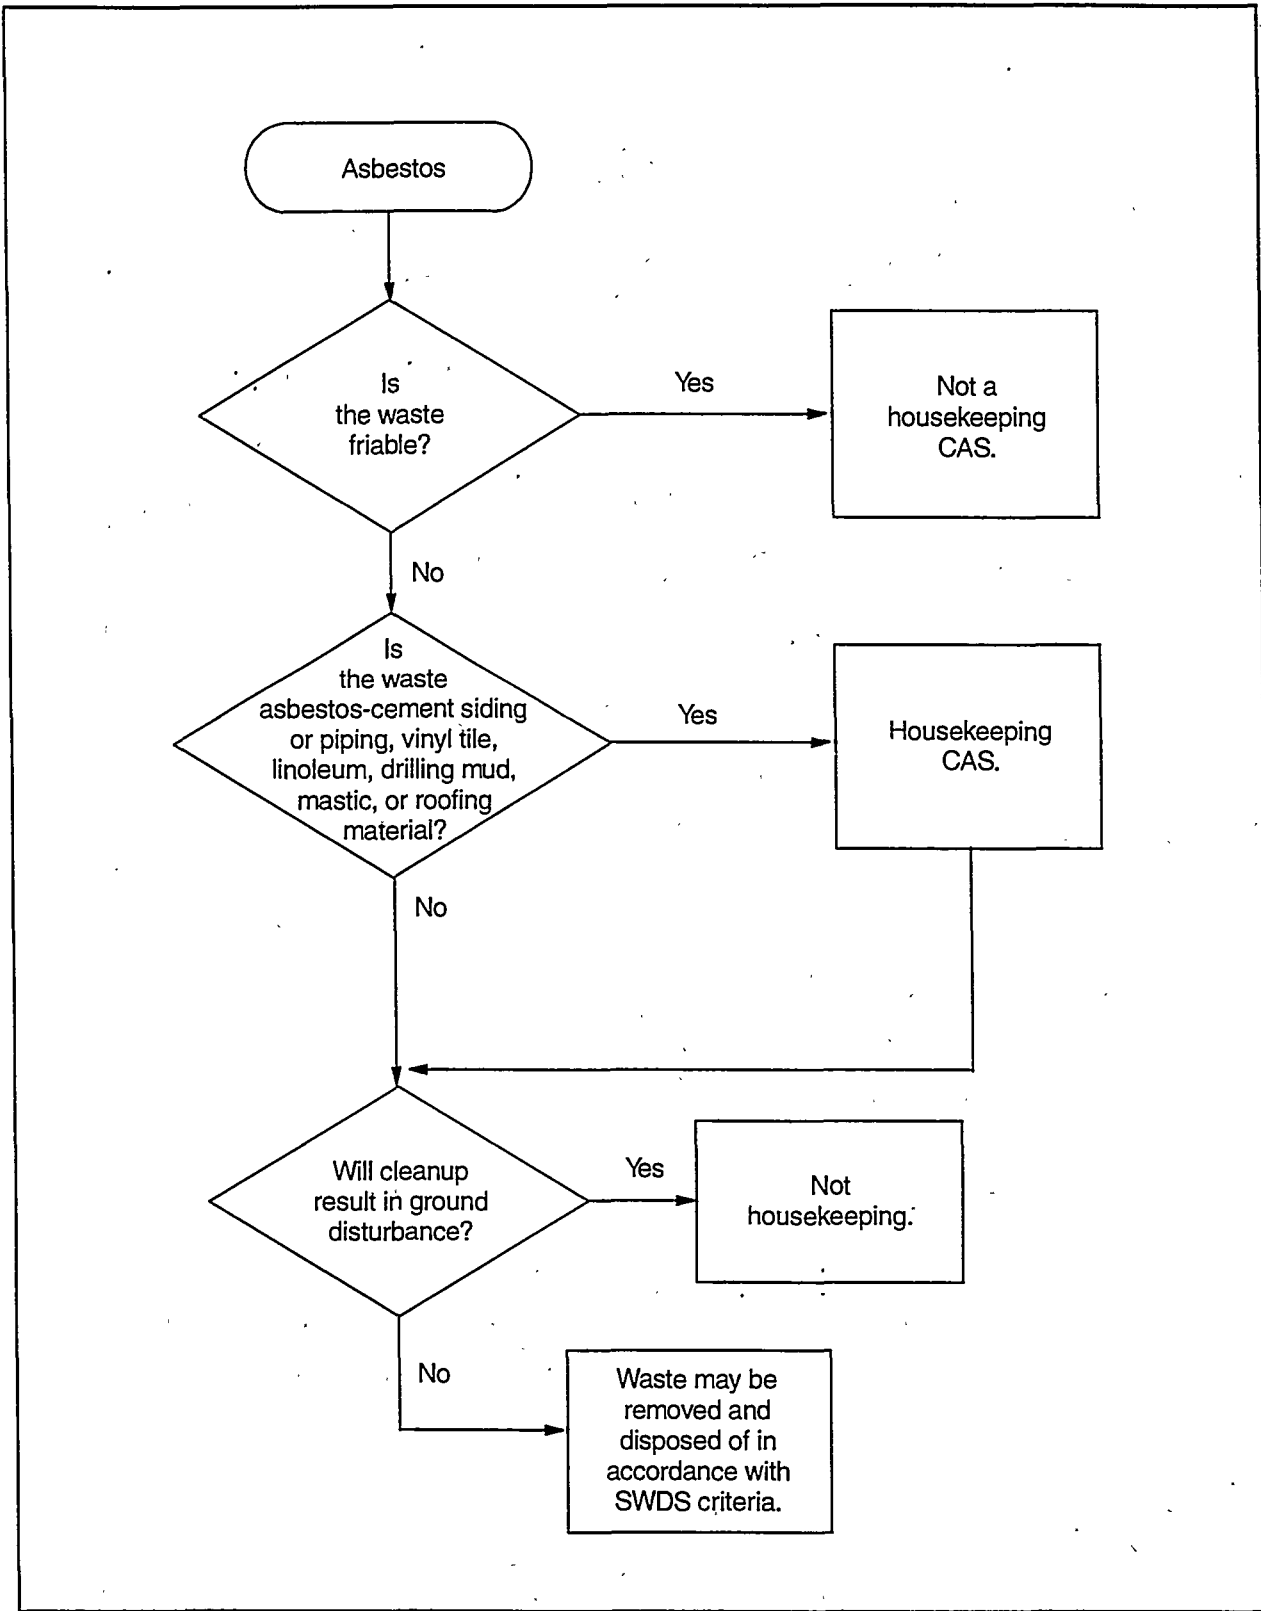 Asbestos
Is
the waste
friable?
Yes
Not a
housekeeping
CAS.
No
Is
the waste
asbestos-cement siding
or piping, vinyl tile,
linoleum, drilling mud,
mastic, or roofing
material?
Yes
Housekeeping
CAS.
No
Will cleanup
result in ground
disturbance?
Yes
Not
housekeeping.
No
Waste may be
removed and
disposed of in
accordance with
SWDS criteria.